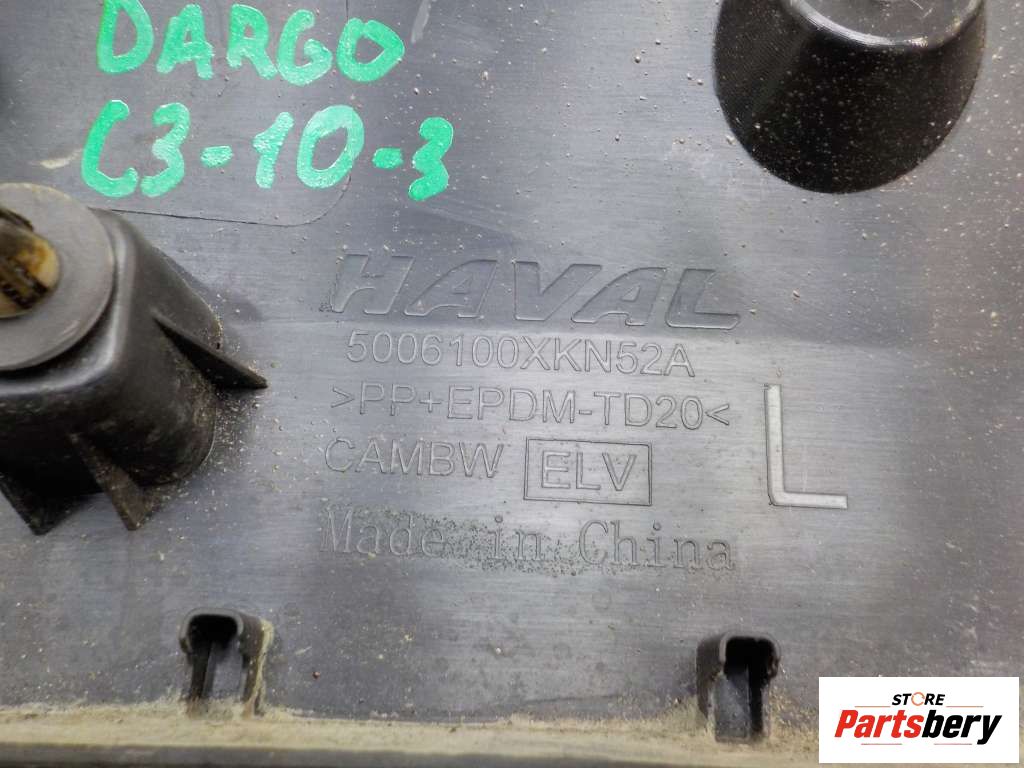 DARGO
C3-10-3
HAVAL
5006100XKN52A
>PP+EPDM-TD20<
CAMBW ELV
L
Made in China
STORE
Partsbery